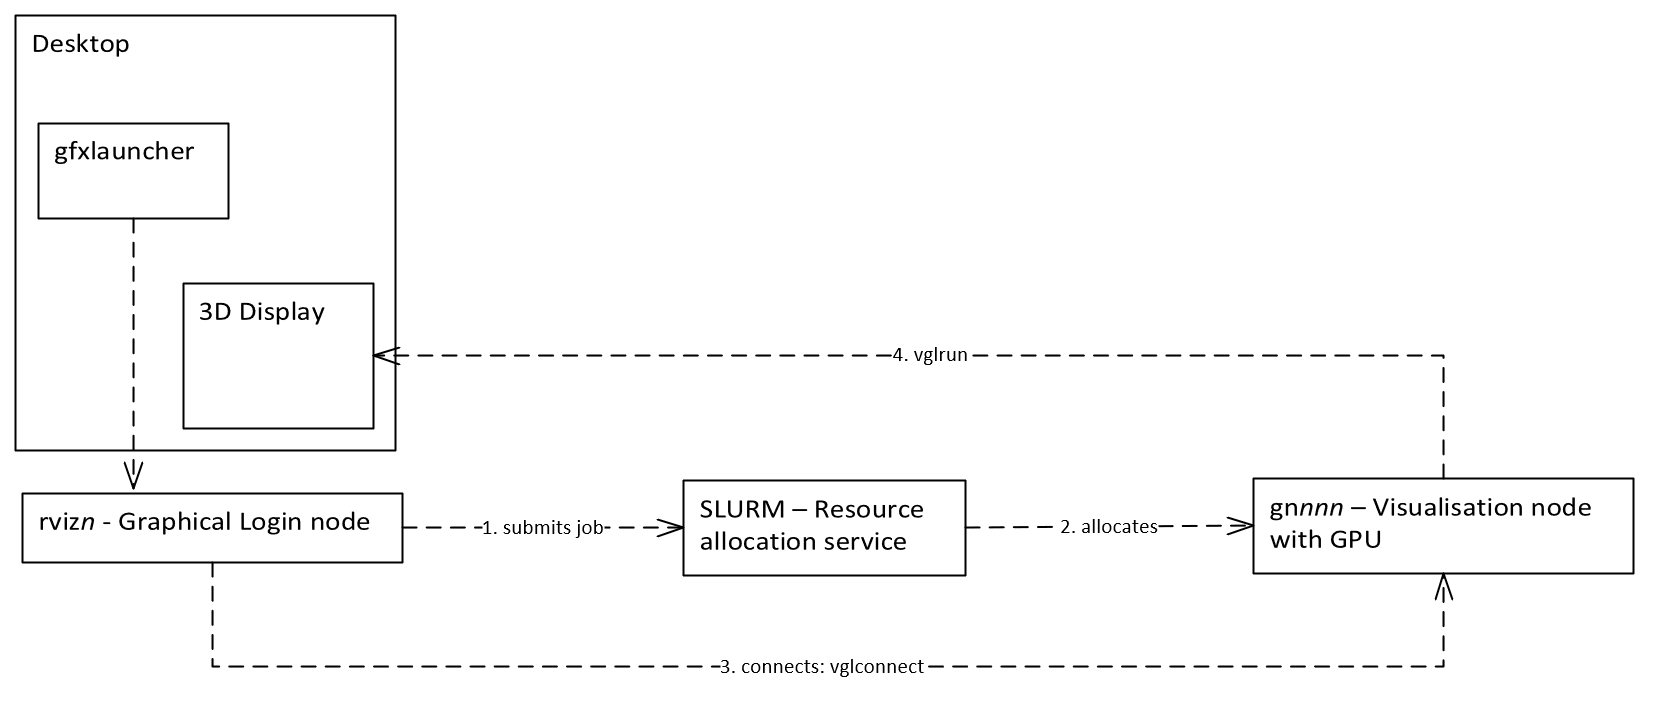 Desktop
gfxlauncher
3D Display
4. vglrun
rvizn - Graphical Login node
1. submits job
SLURM – Resource
allocation service
2. allocates
gnnnn – Visualisation node
with GPU
3. connects: vglconnect